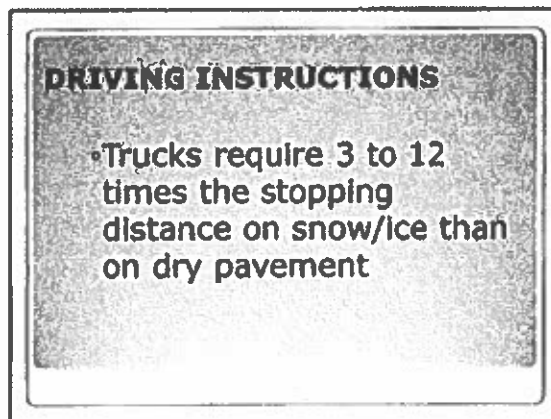 DRIVING INSTRUCTIONS
•Trucks require 3 to 12
times the stopping
distance on snow/ice than
on dry pavement